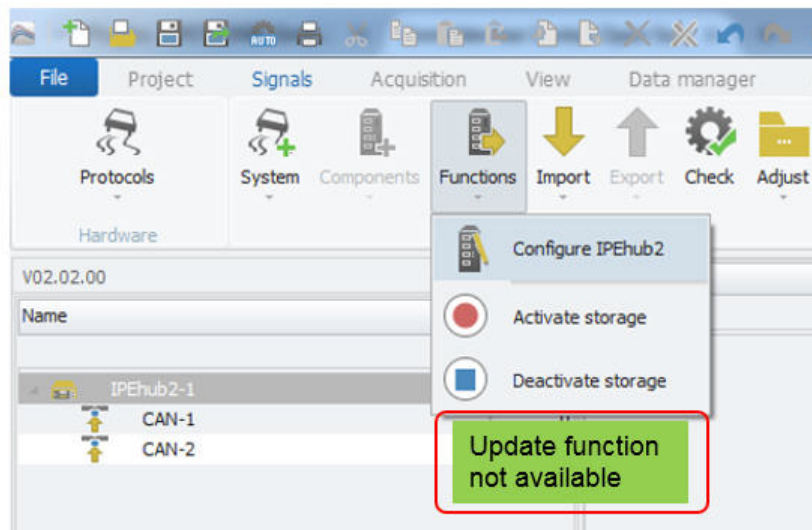 AUTO
File Project Signals Acquisition View Data manager
Protocols System Components Functions Import Export Check Adjust
Hardware
Configure IPEhub2
V02.02.00
Name
Activate storage
Deactivate storage
IPEhub2-1
CAN-1
CAN-2
Update function
not available